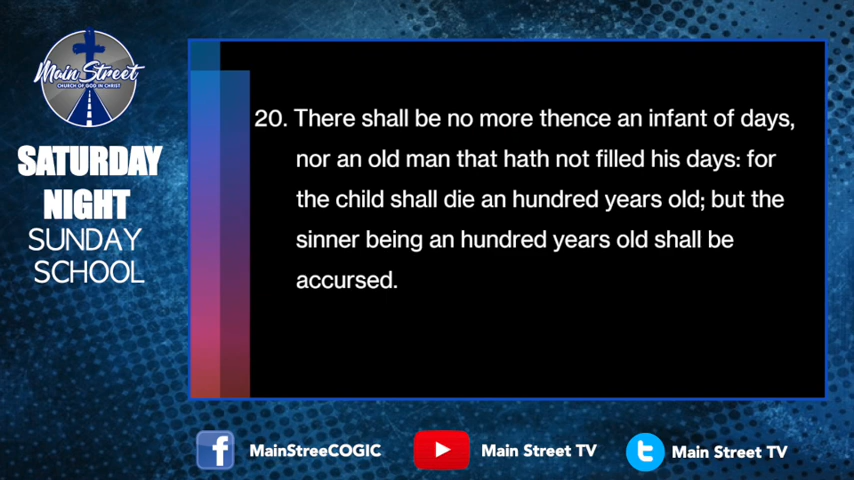 Main Street
CHURCH OF GOD IN CHRIST
SATURDAY
NIGHT
SUNDAY
SCHOOL
20. There shall be no more thence an infant of days,
nor an old man that hath not filled his days: for
the child shall die an hundred years old; but the
sinner being an hundred years old shall be
accursed.
MainStreeCOGIC
Main Street TV
Main Street TV